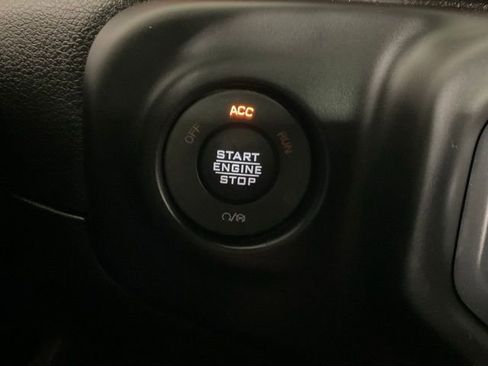 ACC
OFF
RUN
START
ENGINE
STOP